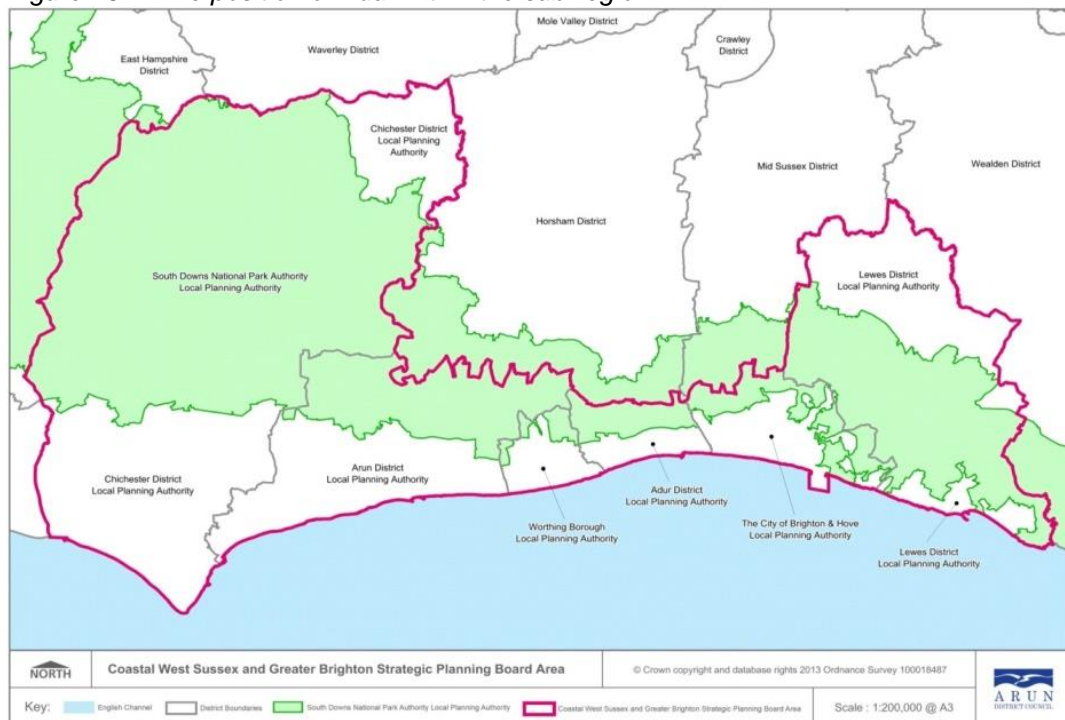 Mole Valley District
Waverley District
Crawley
District
East Hampshire
District
Chichester District
Local Planning
Authority
Mid Sussex District
Wealden District
Horsham District
South Downs National Park Authority
Local Planning Authority
Lewes District
Local Planning Authority
Chichester District
Local Planning Authority
Arun District
Local Planning Authority
Adur District
Local Planning Authority
Worthing Borough
Local Planning Authority
The City of Brighton & Hove
Local Planning Authority
Lewes District
Local Planning Authority
NORTH
Coastal West Sussex and Greater Brighton Strategic Planning Board Area
© Crown copyright and database rights 2013 Ordnance Survey 100018487
ARUN
DISTRICT COUNCIL
Key:
English Channel
District Boundaries
South Downs National Park Authority Local Planning Authority
Coastal West Sussex and Greater Brighton Strategic Planning Board Area
Scale : 1:200,000 @ A3